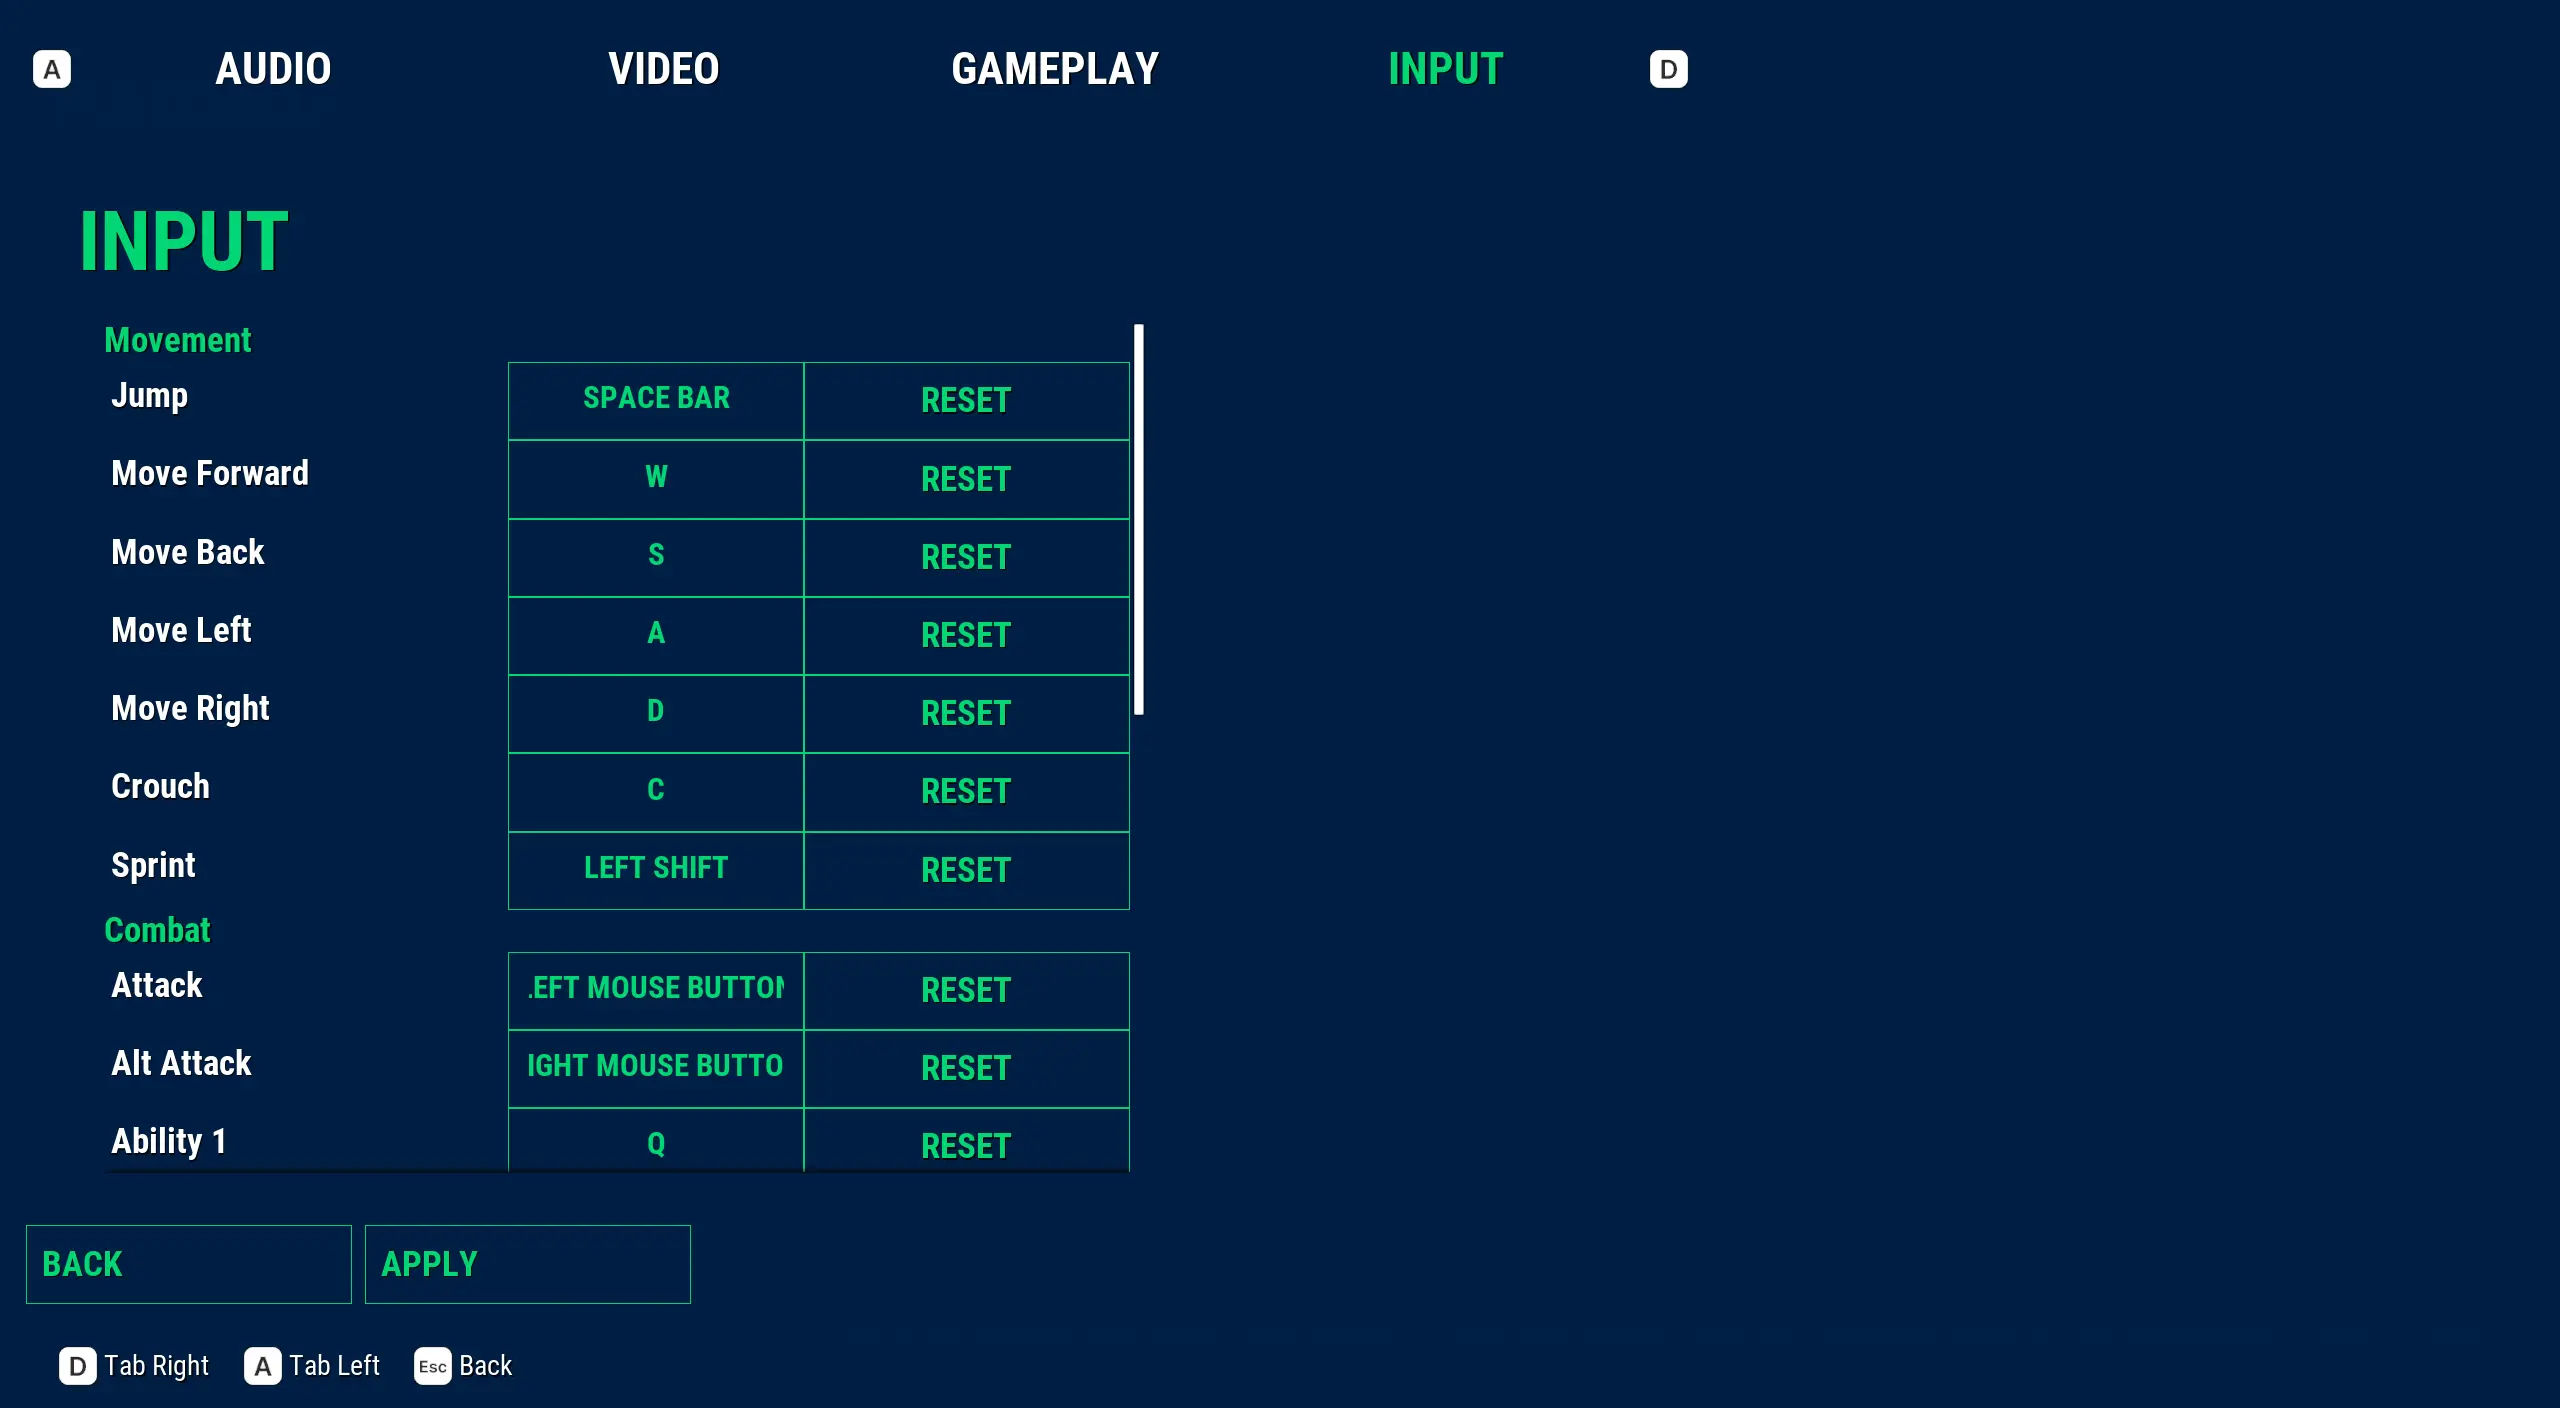 A AUDIO VIDEO GAMEPLAY INPUT D
INPUT
Movement
Jump SPACE BAR RESET
Move Forward W RESET
Move Back S RESET
Move Left A RESET
Move Right D RESET
Crouch C RESET
Sprint LEFT SHIFT RESET
Combat
Attack LEFT MOUSE BUTTON RESET
Alt Attack IGHT MOUSE BUTTO RESET
Ability 1 Q RESET
BACK APPLY
D Tab Right A Tab Left Esc Back